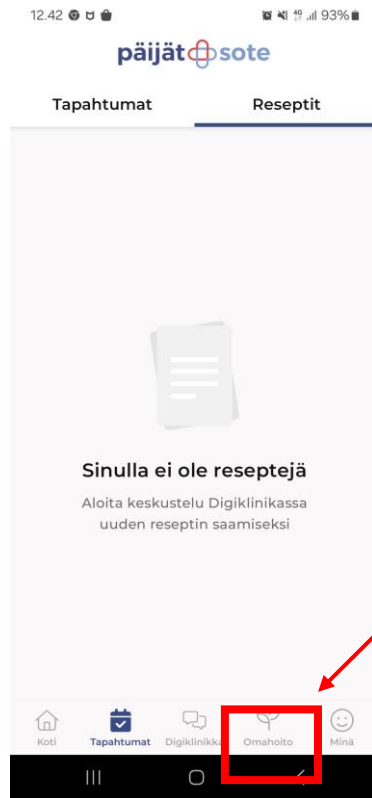 12.42 4G 93%
päijät sote
Tapahtumat Reseptit
Sinulla ei ole reseptejä
Aloita keskustelu Digiklinikassa
uuden reseptin saamiseksi
Koti Tapahtumat Digiklinikka Omahoito Minä